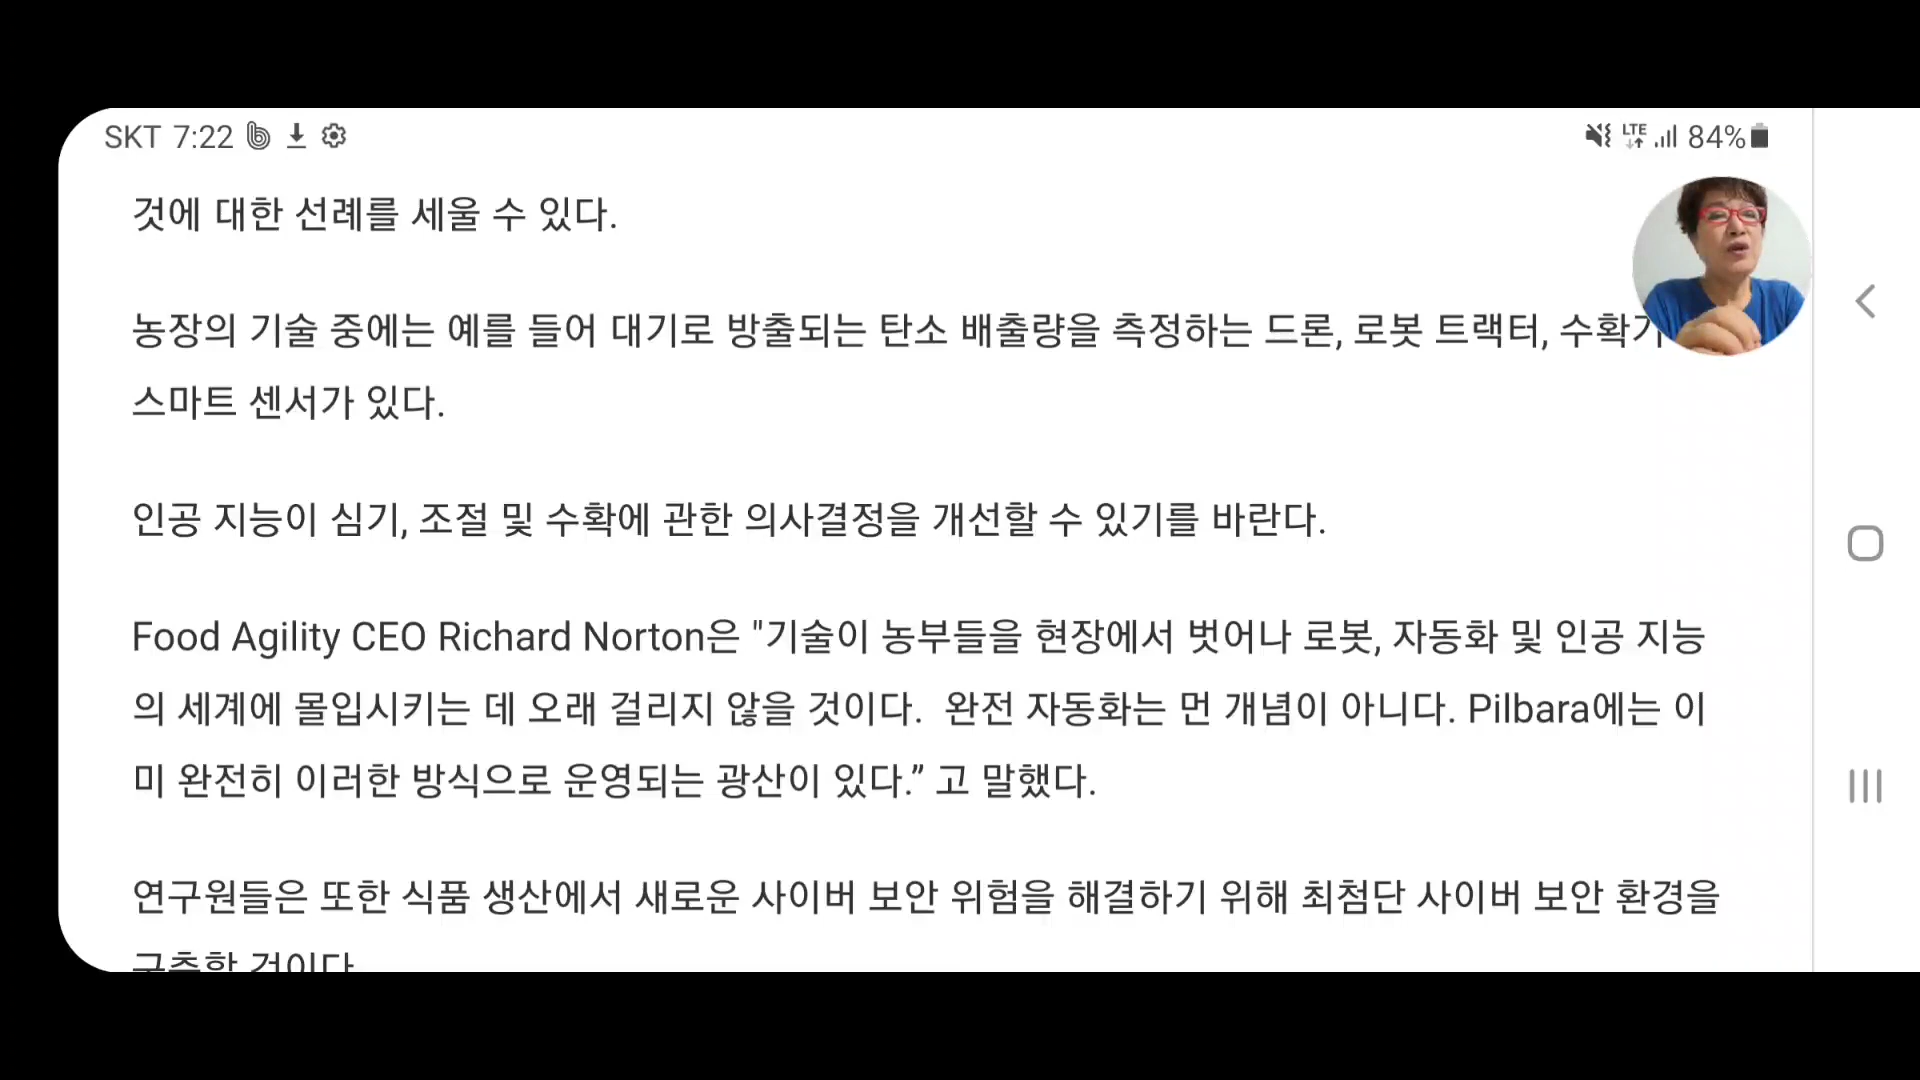 SKT 7:22
LTE 84%
것에 대한 선례를 세울 수 있다.
농장의 기술 중에는 예를 들어 대기로 방출되는 탄소 배출량을 측정하는 드론, 로봇 트랙터, 수확기
스마트 센서가 있다.
인공 지능이 심기, 조절 및 수확에 관한 의사결정을 개선할 수 있기를 바란다.
Food Agility CEO Richard Norton은 "기술이 농부들을 현장에서 벗어나 로봇, 자동화 및 인공 지능
의 세계에 몰입시키는 데 오래 걸리지 않을 것이다. 완전 자동화는 먼 개념이 아니다. Pilbara에는 이
미 완전히 이러한 방식으로 운영되는 광산이 있다.” 고 말했다.
연구원들은 또한 식품 생산에서 새로운 사이버 보안 위험을 해결하기 위해 최첨단 사이버 보안 환경을
구축할 것이다